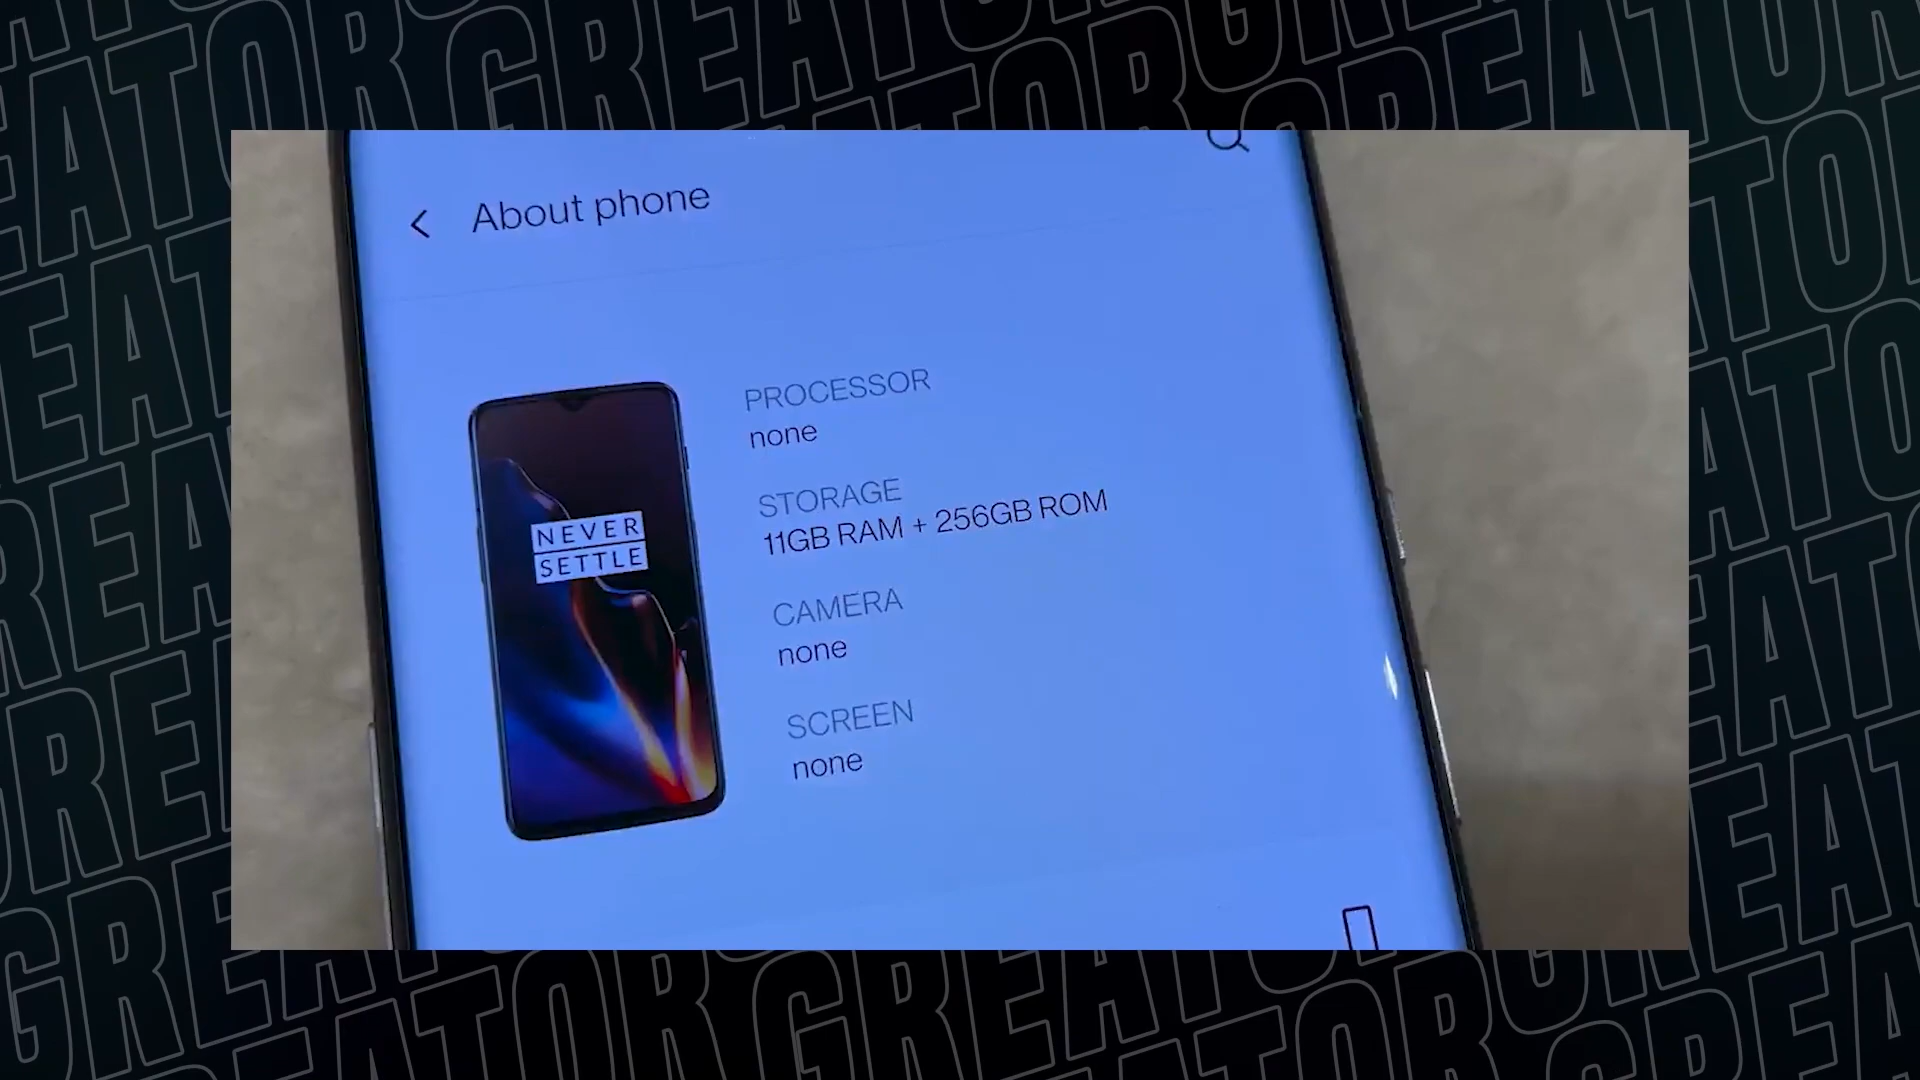 About phone
PROCESSOR
none
STORAGE
11GB RAM + 256GB ROM
CAMERA
none
SCREEN
none
NEVER
SETTLE
GREATOR